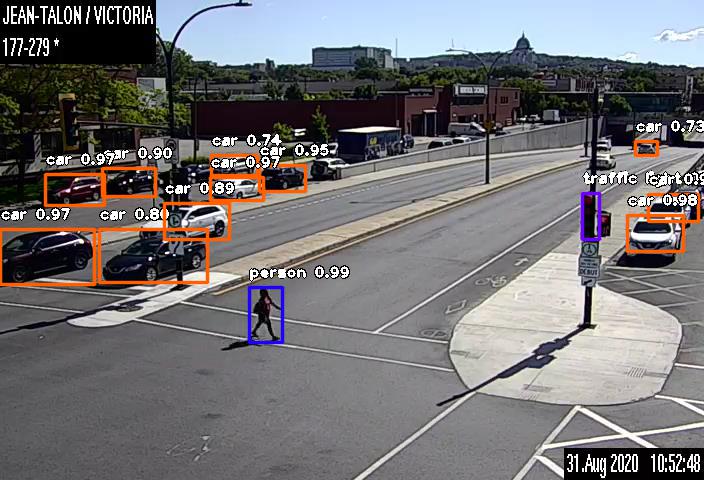 JEAN-TALON / VICTORIA
177-279 *
car 0.74
car 0.73
car 0.97
car 0.90
car 0.97
car 0.95
car 0.89
car 0.98
car 0.97
car 0.80
person 0.99
DÉBUT
31.Aug 2020 10:52:48